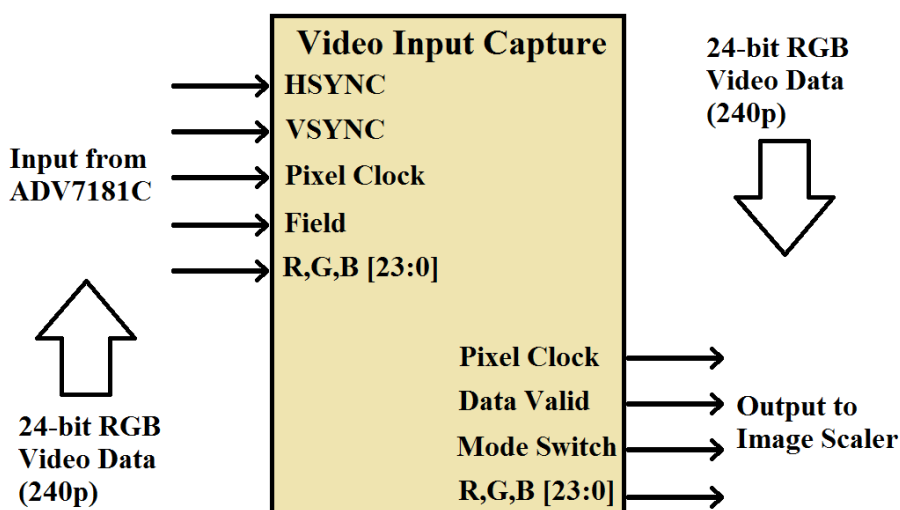 Video Input Capture
HSYNC
VSYNC
Pixel Clock
Field
R,G,B [23:0]
Input from
ADV7181C
24-bit RGB
Video Data
(240p)
24-bit RGB
Video Data
(240p)
Pixel Clock
Data Valid
Mode Switch
R,G,B [23:0]
Output to
Image Scaler